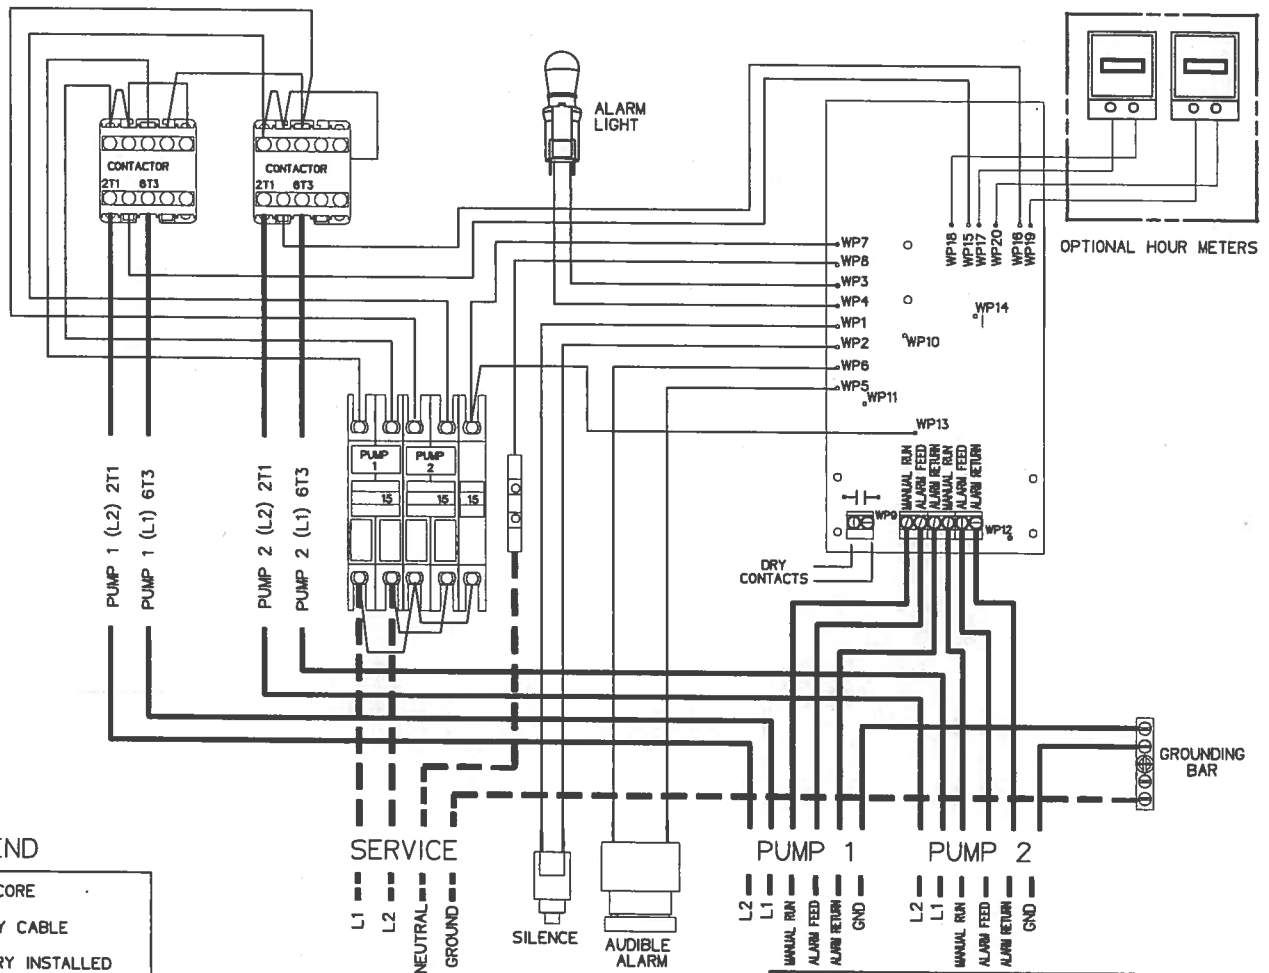 ALARM
LIGHT
CONTACTOR
2T1 6T3
CONTACTOR
2T1 6T3
OPTIONAL HOUR METERS
WP18
WP15
WP17
WP20
WP16
WP19
WP7
WP8
WP3
WP4
WP1
WP2
WP6
WP5
WP14
WP10
WP11
WP13
MANUAL RUN
ALARM FEED
ALARM RETURN
MANUAL RUN
ALARM FEED
ALARM RETURN
WP9
WP12
DRY
CONTACTS
PUMP
1
PUMP
2
15
15
15
PUMP 1 (L2) 2T1
PUMP 1 (L1) 6T3
PUMP 2 (L2) 2T1
PUMP 2 (L1) 6T3
GROUNDING
BAR
END
CORE
Y CABLE
RY INSTALLED
SERVICE
L1
L2
NEUTRAL
GROUND
SILENCE
AUDIBLE
ALARM
PUMP 1
L2
L1
MANUAL RUN
ALARM FEED
ALARM RETURN
GND
PUMP 2
L2
L1
MANUAL RUN
ALARM FEED
ALARM RETURN
GND